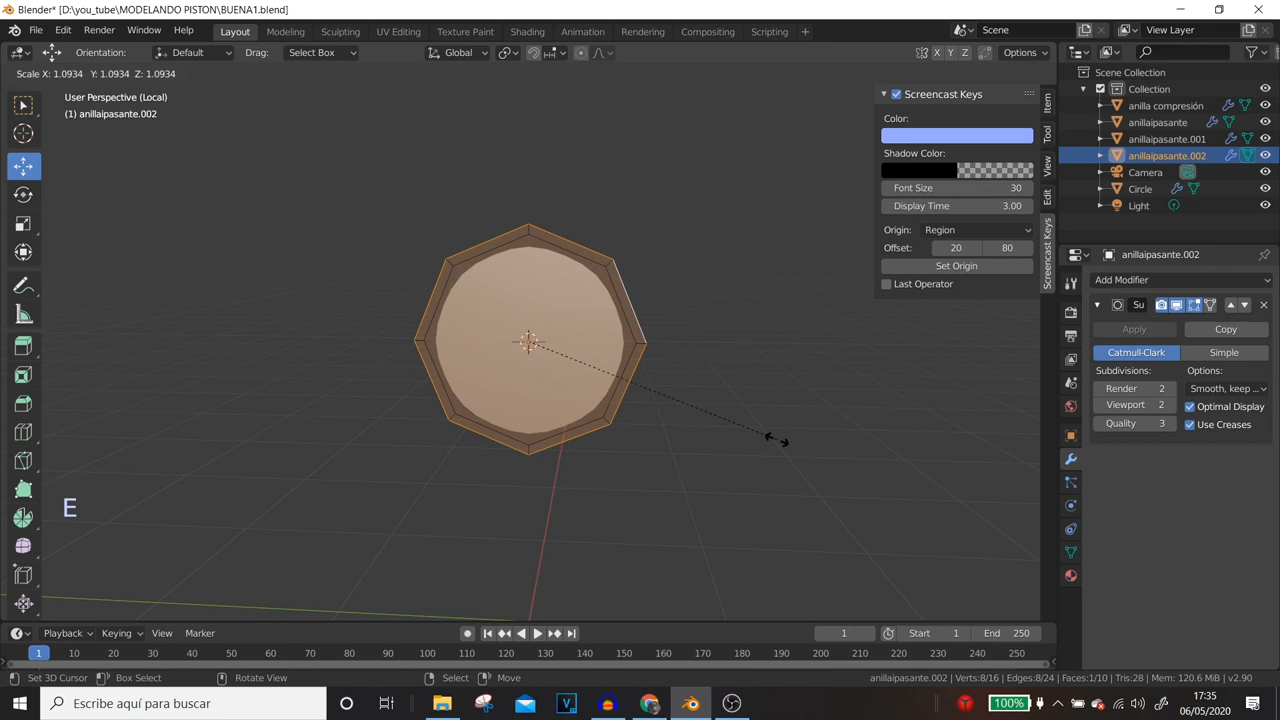 Blender* [D:\you_tube\MODELANDO PISTON\BUENA1.blend]
File Edit Render Window Help Layout Modeling Sculpting UV Editing Texture Paint Shading Animation Rendering Compositing Scripting + Scene View Layer
Orientation: Default Drag: Select Box Global X Y Z Options
Scale X: 1.0934 Y: 1.0934 Z: 1.0934
User Perspective (Local)
(1) anillaipasante.002
Screencast Keys
Color:
Shadow Color:
Font Size 30
Display Time 3.00
Origin: Region
Offset: 20 80
Set Origin
Last Operator
Item
Tool
View
Edit
Screencast Keys
Scene Collection
Collection
anilla compresión
anillaipasante
anillaipasante.001
anillaipasante.002
Camera
Circle
Light
anillaipasante.002
Add Modifier
Su
Apply Copy
Catmull-Clark Simple
Subdivisions: Options:
Render 2 Smooth, keep ...
Viewport 2 Optimal Display
Quality 3 Use Creases
E
Playback Keying View Marker 1 Start 1 End 250
1 10 20 30 40 50 60 70 80 90 100 110 120 130 140 150 160 170 180 190 200 210 220 230 240 250
Set 3D Cursor Box Select Rotate View Select Move anillaipasante.002 | Verts:8/16 | Edges:8/24 | Faces:1/10 | Tris:28 | Mem: 120.6 MiB | v2.90
Escribe aquí para buscar
100%
17:35
06/05/2020